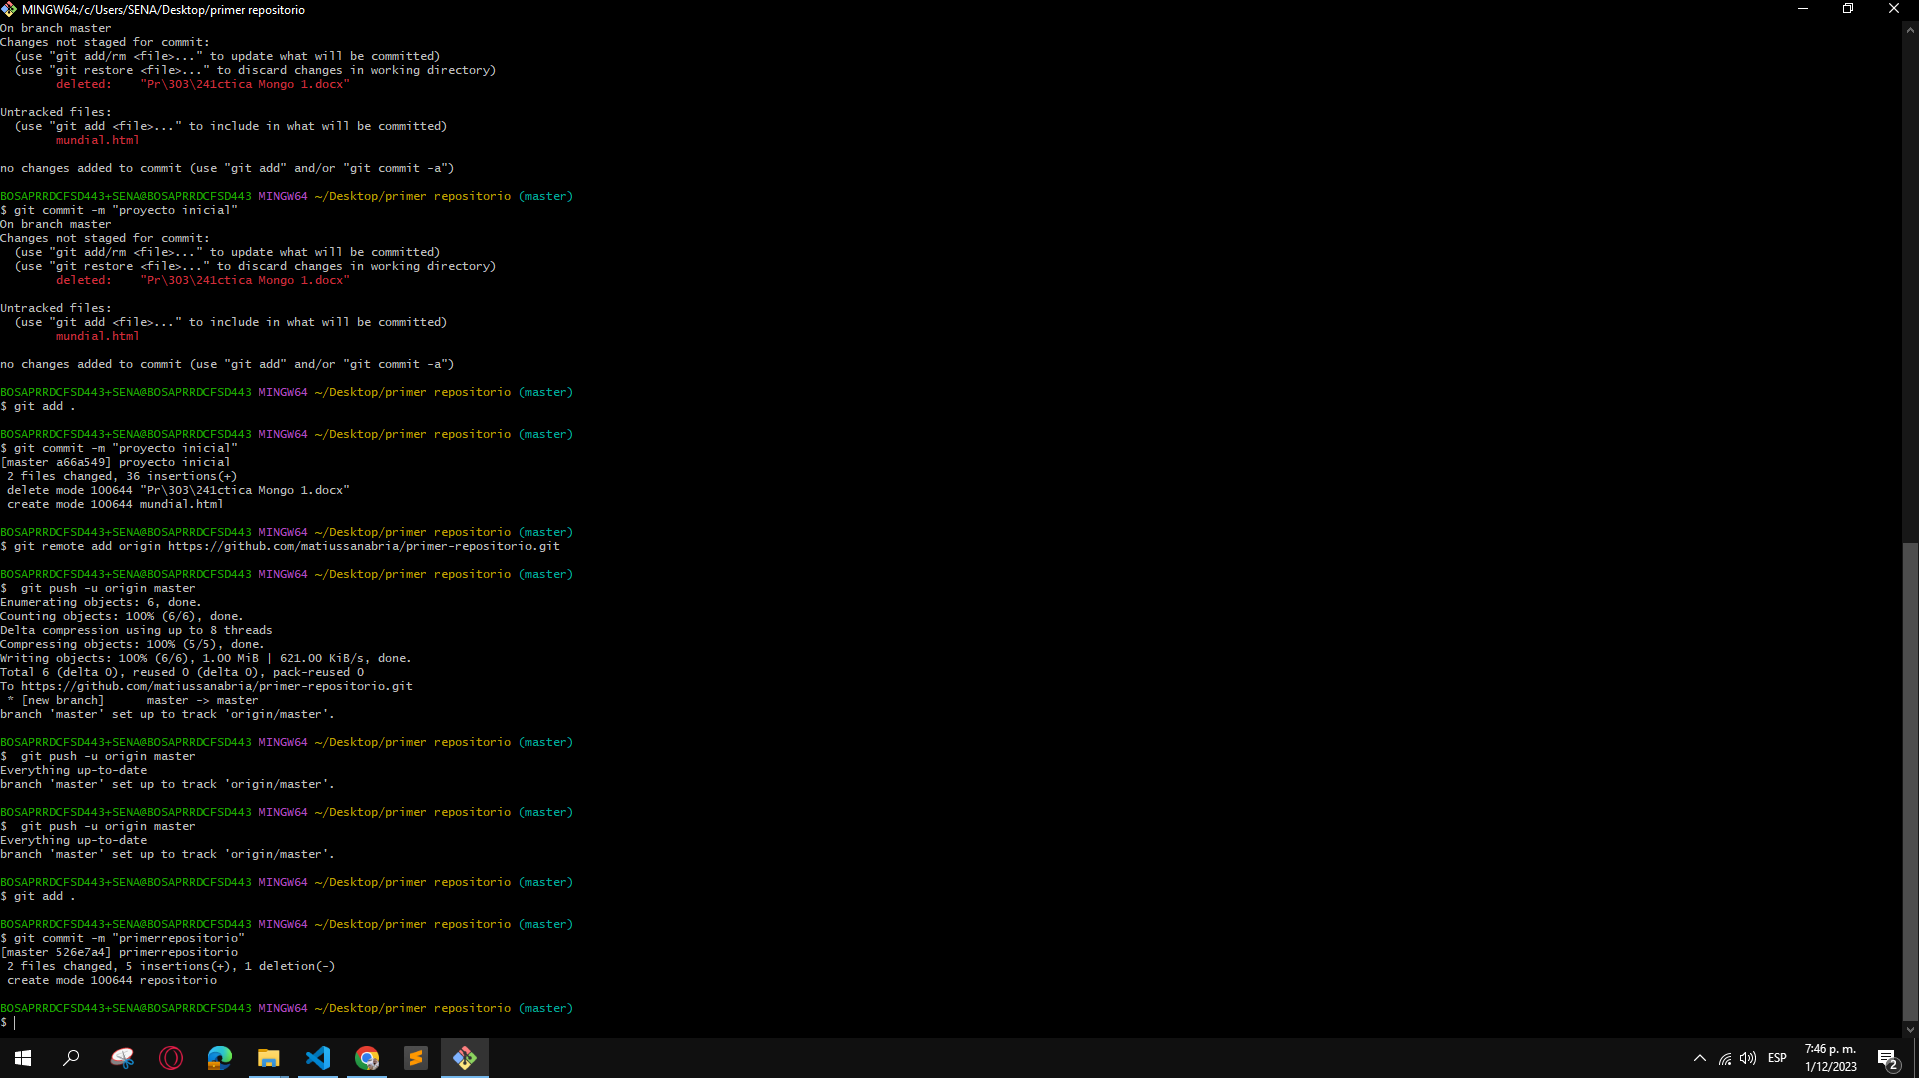 MINGW64:/c/Users/SENA/Desktop/primer repositorio
On branch master
Changes not staged for commit:
  (use "git add/rm <file>..." to update what will be committed)
  (use "git restore <file>..." to discard changes in working directory)
        deleted:    "Pr\303\241ctica Mongo 1.docx"

Untracked files:
  (use "git add <file>..." to include in what will be committed)
        mundial.html

no changes added to commit (use "git add" and/or "git commit -a")

BOSAPRRDCFSD443+SENA@BOSAPRRDCFSD443 MINGW64 ~/Desktop/primer repositorio (master)
$ git commit -m "proyecto inicial"
On branch master
Changes not staged for commit:
  (use "git add/rm <file>..." to update what will be committed)
  (use "git restore <file>..." to discard changes in working directory)
        deleted:    "Pr\303\241ctica Mongo 1.docx"

Untracked files:
  (use "git add <file>..." to include in what will be committed)
        mundial.html

no changes added to commit (use "git add" and/or "git commit -a")

BOSAPRRDCFSD443+SENA@BOSAPRRDCFSD443 MINGW64 ~/Desktop/primer repositorio (master)
$ git add .

BOSAPRRDCFSD443+SENA@BOSAPRRDCFSD443 MINGW64 ~/Desktop/primer repositorio (master)
$ git commit -m "proyecto inicial"
[master a66a549] proyecto inicial
 2 files changed, 36 insertions(+)
 delete mode 100644 "Pr\303\241ctica Mongo 1.docx"
 create mode 100644 mundial.html

BOSAPRRDCFSD443+SENA@BOSAPRRDCFSD443 MINGW64 ~/Desktop/primer repositorio (master)
$ git remote add origin https://github.com/matiussanabria/primer-repositorio.git

BOSAPRRDCFSD443+SENA@BOSAPRRDCFSD443 MINGW64 ~/Desktop/primer repositorio (master)
$  git push -u origin master
Enumerating objects: 6, done.
Counting objects: 100% (6/6), done.
Delta compression using up to 8 threads
Compressing objects: 100% (5/5), done.
Writing objects: 100% (6/6), 1.00 MiB | 621.00 KiB/s, done.
Total 6 (delta 0), reused 0 (delta 0), pack-reused 0
To https://github.com/matiussanabria/primer-repositorio.git
 * [new branch]      master -> master
branch 'master' set up to track 'origin/master'.

BOSAPRRDCFSD443+SENA@BOSAPRRDCFSD443 MINGW64 ~/Desktop/primer repositorio (master)
$  git push -u origin master
Everything up-to-date
branch 'master' set up to track 'origin/master'.

BOSAPRRDCFSD443+SENA@BOSAPRRDCFSD443 MINGW64 ~/Desktop/primer repositorio (master)
$  git push -u origin master
Everything up-to-date
branch 'master' set up to track 'origin/master'.

BOSAPRRDCFSD443+SENA@BOSAPRRDCFSD443 MINGW64 ~/Desktop/primer repositorio (master)
$ git add .

BOSAPRRDCFSD443+SENA@BOSAPRRDCFSD443 MINGW64 ~/Desktop/primer repositorio (master)
$ git commit -m "primerrepositorio"
[master 526e7a4] primerrepositorio
 2 files changed, 5 insertions(+), 1 deletion(-)
 create mode 100644 repositorio

BOSAPRRDCFSD443+SENA@BOSAPRRDCFSD443 MINGW64 ~/Desktop/primer repositorio (master)
$
ESP
7:46 p. m.
1/12/2023
2